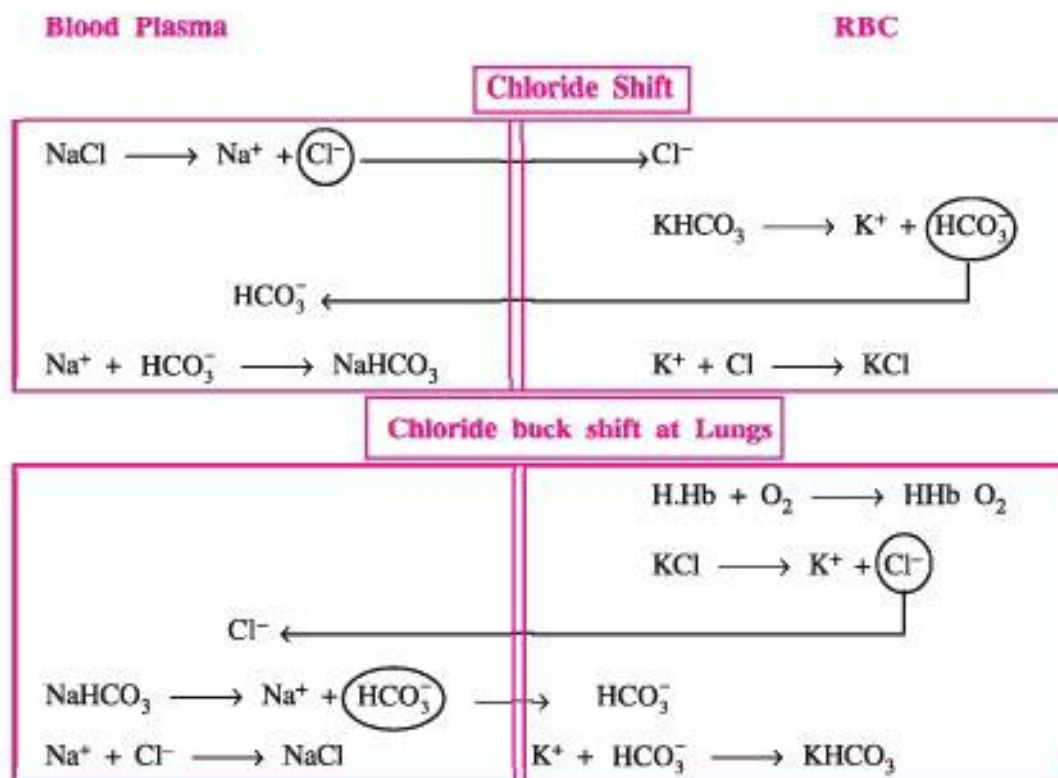 Blood Plasma RBC
Chloride Shift
NaCl ⟶ Na⁺ + Cl⁻ ⟶ Cl⁻
KHCO₃ ⟶ K⁺ + HCO₃⁻
HCO₃⁻ ⟵
Na⁺ + HCO₃⁻ ⟶ NaHCO₃ K⁺ + Cl ⟶ KCl
Chloride buck shift at Lungs
H.Hb + O₂ ⟶ HHb O₂
KCl ⟶ K⁺ + Cl⁻
Cl⁻ ⟵
NaHCO₃ ⟶ Na⁺ + HCO₃⁻ ⟶ HCO₃⁻
Na⁺ + Cl⁻ ⟶ NaCl K⁺ + HCO₃⁻ ⟶ KHCO₃